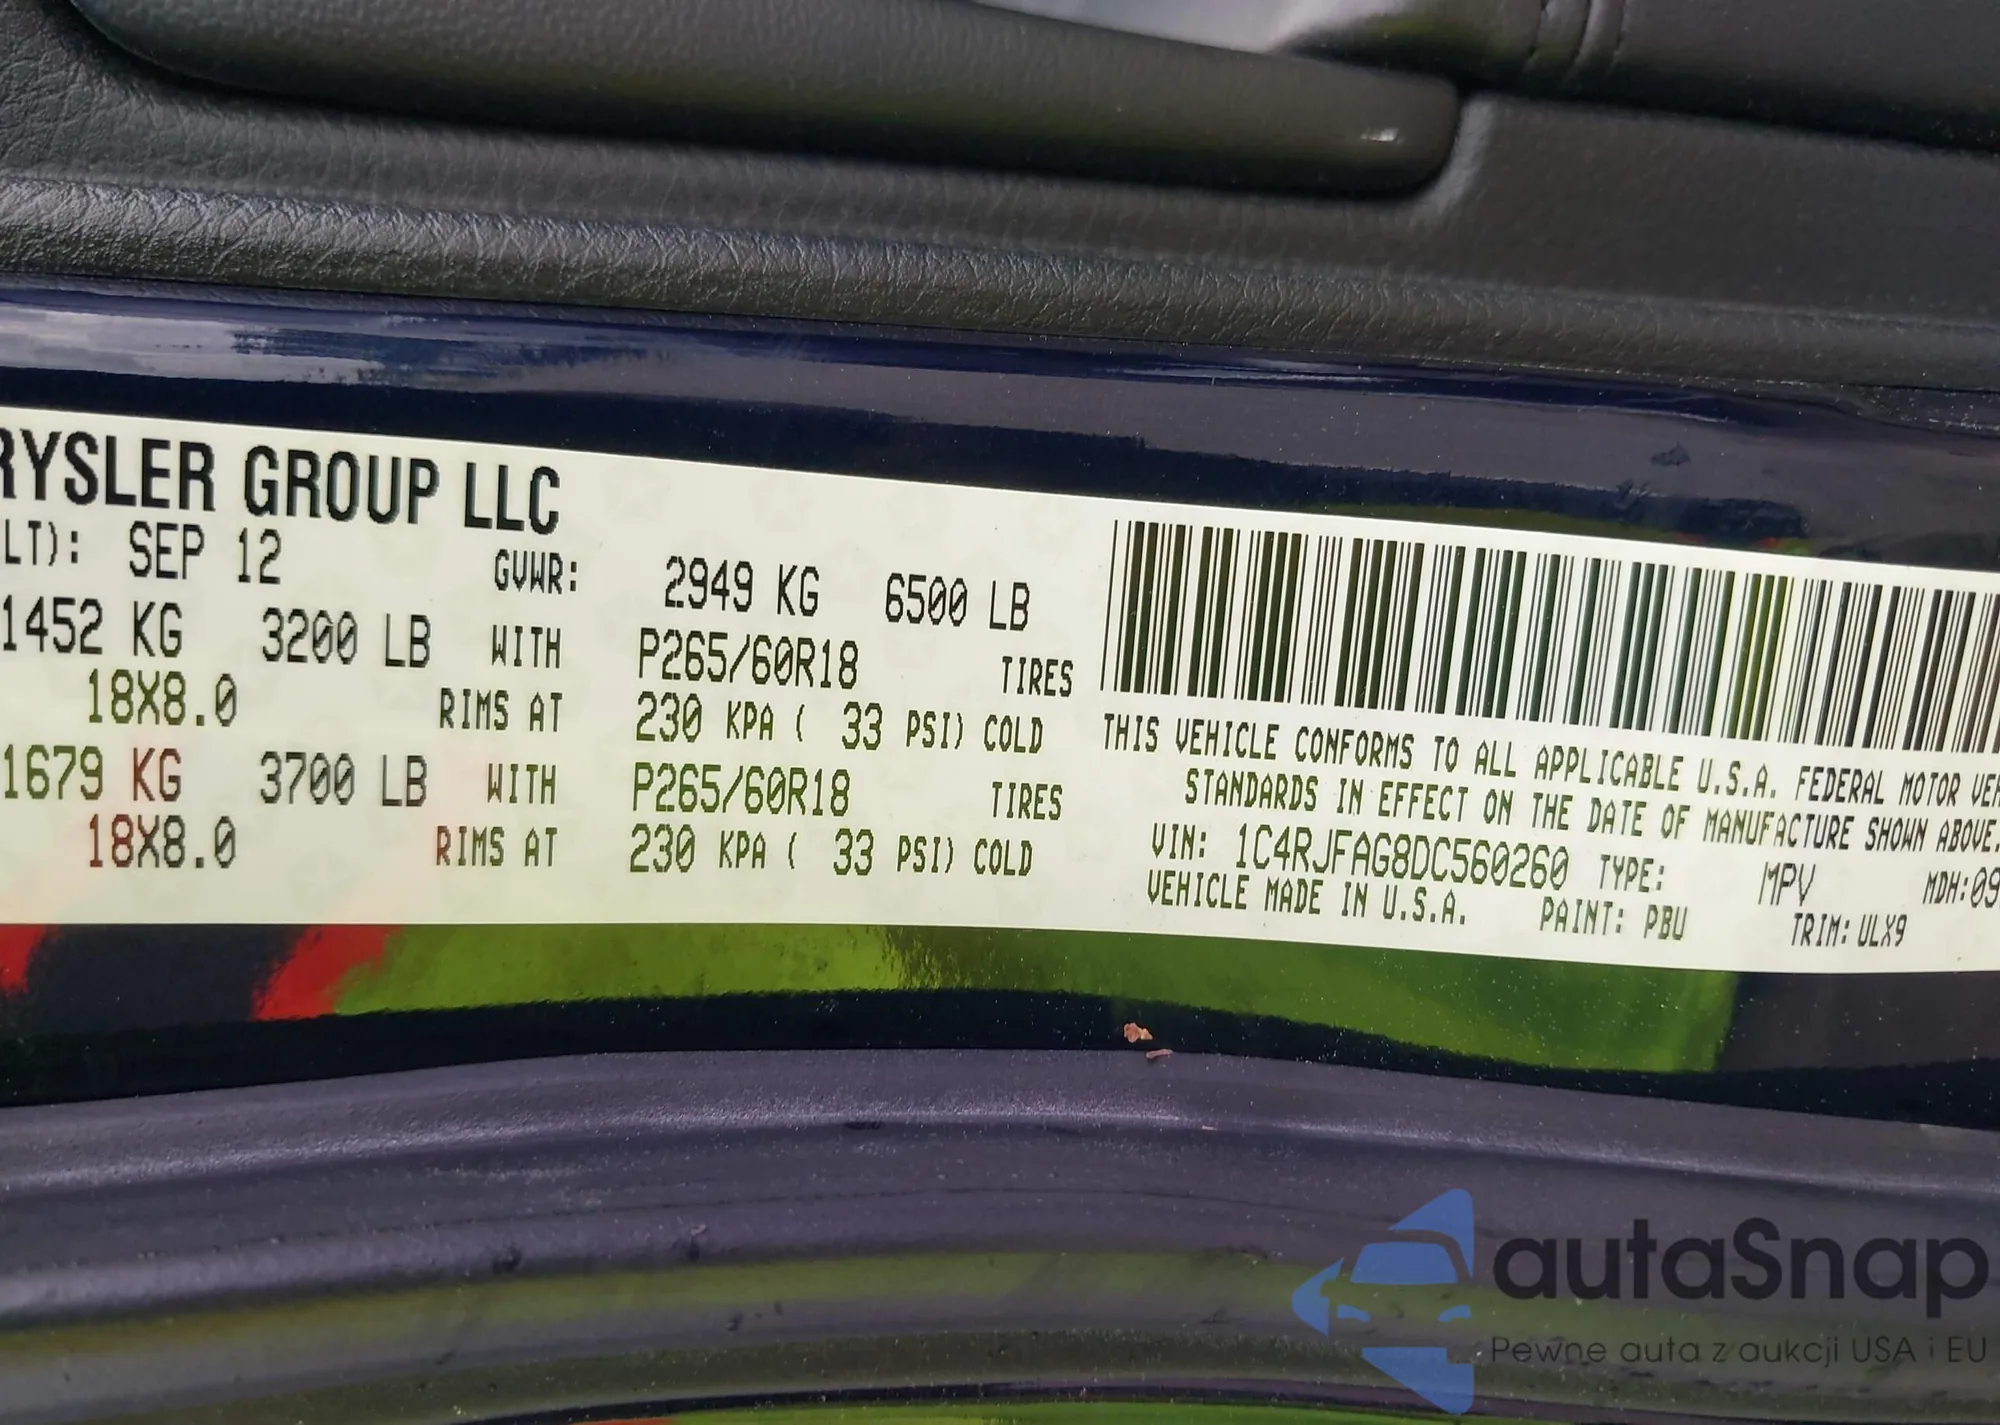 RYSLER GROUP LLC
LT): SEP 12 GVWR: 2949 KG 6500 LB
1452 KG 3200 LB WITH P265/60R18 TIRES
18X8.0 RIMS AT 230 KPA ( 33 PSI) COLD
1679 KG 3700 LB WITH P265/60R18 TIRES
18X8.0 RIMS AT 230 KPA ( 33 PSI) COLD
THIS VEHICLE CONFORMS TO ALL APPLICABLE U.S.A. FEDERAL MOTOR VEH
STANDARDS IN EFFECT ON THE DATE OF MANUFACTURE SHOWN ABOVE.
VIN: 1C4RJFAG8DC560260 TYPE: MPV MDH:09
VEHICLE MADE IN U.S.A. PAINT: PBU TRIM: ULX9
autaSnap
Pewne auta z aukcji USA i EU